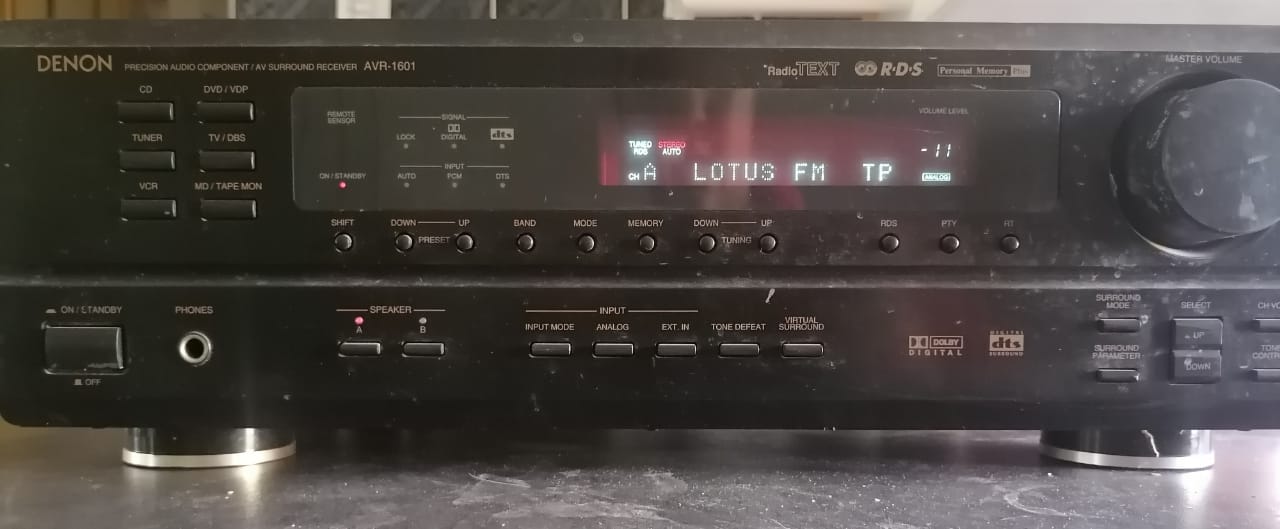 DENON PRECISION AUDIO COMPONENT / AV SURROUND RECEIVER AVR-1601
RadioTEXT R·D·S Personal Memory Plus
MASTER VOLUME
CD DVD / VDP
TUNER TV / DBS
VCR MD / TAPE MON
REMOTE SENSOR
SIGNAL
LOCK DIGITAL dts
INPUT
ON / STANDBY AUTO PCM DTS
VOLUME LEVEL
TUNED STEREO
RDS AUTO
-11
CH A LOTUS FM TP ANALOG
SHIFT DOWN PRESET UP BAND MODE MEMORY DOWN TUNING UP RDS PTY RT
ON / STANDBY
OFF
PHONES
SPEAKER
A B
INPUT
INPUT MODE ANALOG EXT. IN TONE DEFEAT VIRTUAL SURROUND
DOLBY
DIGITAL
DIGITAL
dts
SURROUND
SURROUND MODE
SURROUND PARAMETER
SELECT
UP
DOWN